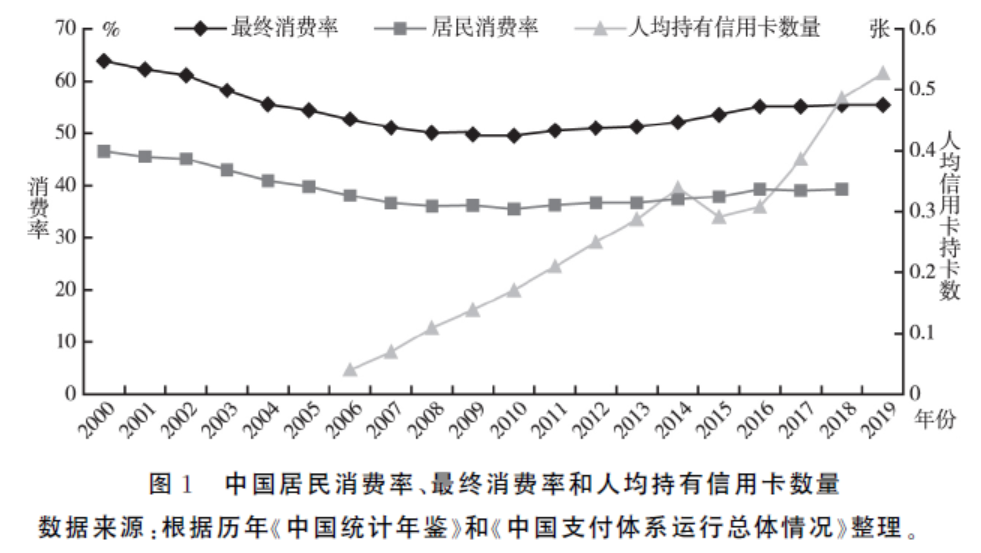 70 % 最终消费率 居民消费率 人均持有信用卡数量 张 0.6
60
50
40
30
20
10
0
消费率
0.5
0.4
0.3
0.2
0.1
0
人均信用卡持卡数
2000 2001 2002 2003 2004 2005 2006 2007 2008 2009 2010 2011 2012 2013 2014 2015 2016 2017 2018 2019 年份
图 1 中国居民消费率、最终消费率和人均持有信用卡数量
数据来源:根据历年《中国统计年鉴》和《中国支付体系运行总体情况》整理。